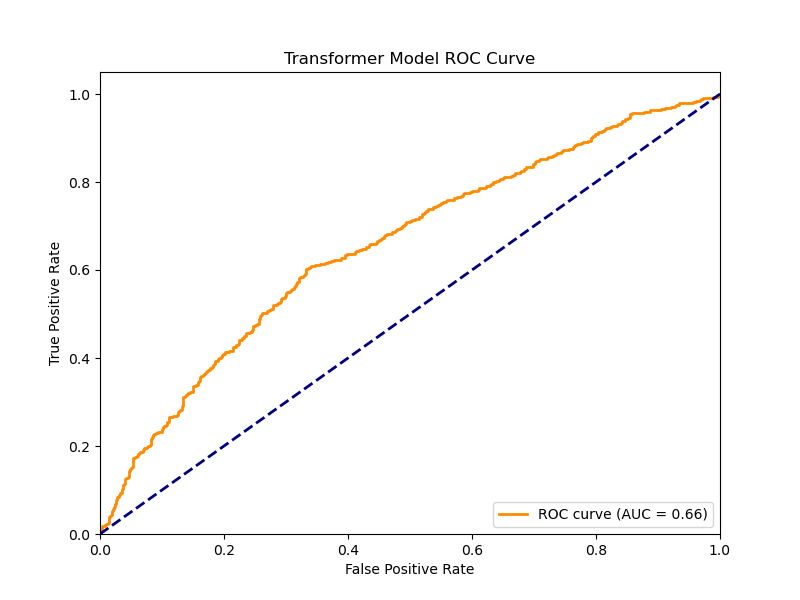 Transformer Model ROC Curve
True Positive Rate
1.0
0.8
0.6
0.4
0.2
0.0
ROC curve (AUC = 0.66)
0.0 0.2 0.4 0.6 0.8 1.0
False Positive Rate